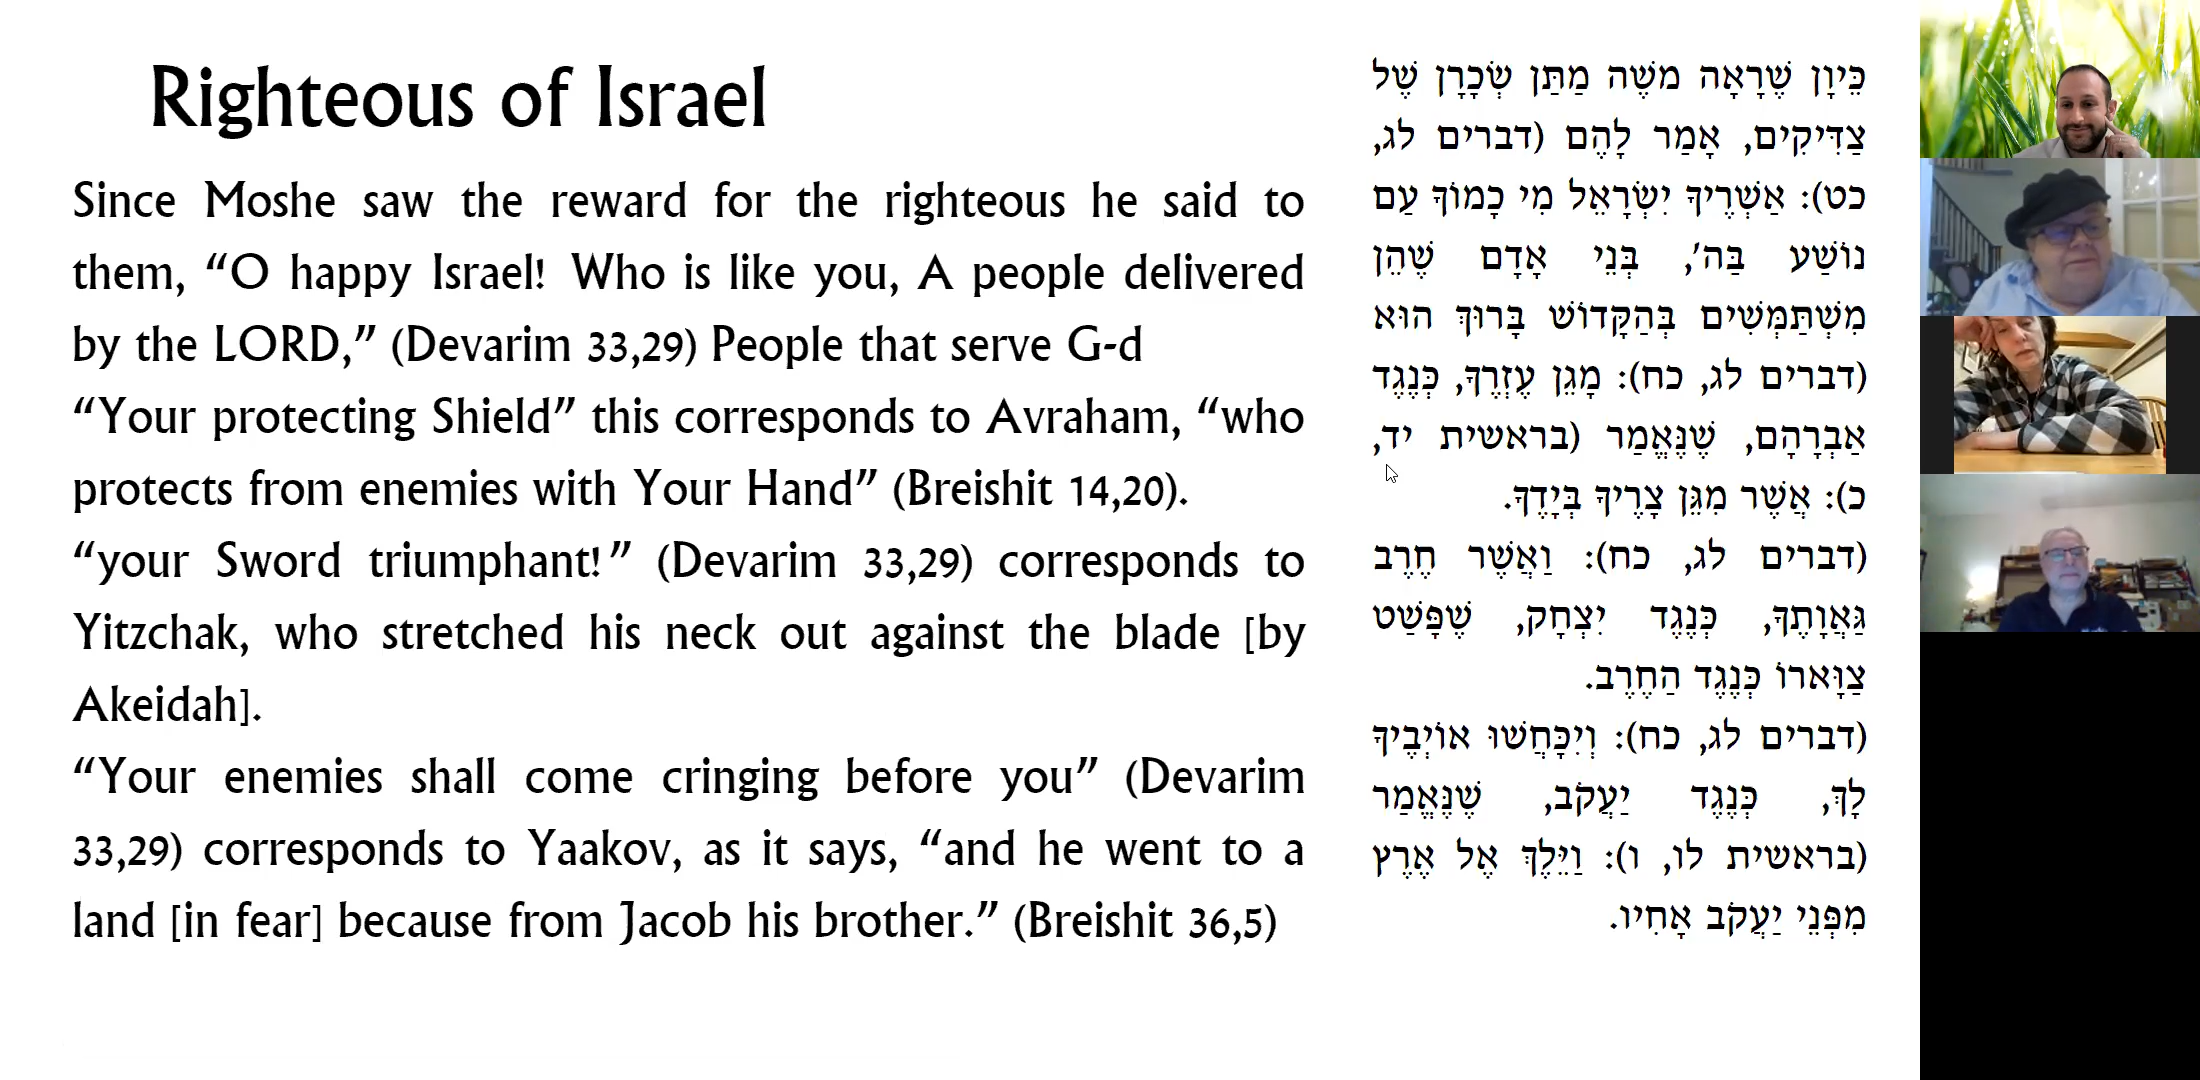 Righteous of Israel
Since Moshe saw the reward for the righteous he said to
them, “O happy Israel! Who is like you, A people delivered
by the LORD,” (Devarim 33,29) People that serve G-d
“Your protecting Shield” this corresponds to Avraham, “who
protects from enemies with Your Hand” (Breishit 14,20).
“your Sword triumphant!” (Devarim 33,29) corresponds to
Yitzchak, who stretched his neck out against the blade [by
Akeidah].
“Your enemies shall come cringing before you” (Devarim
33,29) corresponds to Yaakov, as it says, “and he went to a
land [in fear] because from Jacob his brother.” (Breishit 36,5)
כֵּיוָן שֶׁרָאָה משֶׁה מַתַּן שְׂכָרָן שֶׁל
צַדִּיקִים, אָמַר לָהֶם (דברים לג,
כט): אַשְׁרֶיךָ יִשְׂרָאֵל מִי כָמוֹךָ עַם
נוֹשַׁע בַּה', בְּנֵי אָדָם שֶׁהֵן
מִשְׁתַּמְּשִׁים בְּהַקָּדוֹשׁ בָּרוּךְ הוּא
(דברים לג, כח): מָגֵן עֶזְרֶךָ, כְּנֶגֶד
אַבְרָהָם, שֶׁנֶּאֱמַר (בראשית יד,
כ): אֲשֶׁר מִגֵּן צָרֶיךָ בְּיָדֶךָ.
(דברים לג, כח): וַאֲשֶׁר חֶרֶב
גַּאֲוָתֶךָ, כְּנֶגֶד יִצְחָק, שֶׁפָּשַׁט
צַוָּארוֹ כְּנֶגֶד הַחֶרֶב.
(דברים לג, כח): וְיִכָּחֲשׁוּ אוֹיְבֶיךָ
לָךְ, כְּנֶגֶד יַעֲקֹב, שֶׁנֶּאֱמַר
(בראשית לו, ו): וַיֵּלֶךְ אֶל אֶרֶץ
מִפְּנֵי יַעֲקֹב אָחִיו.